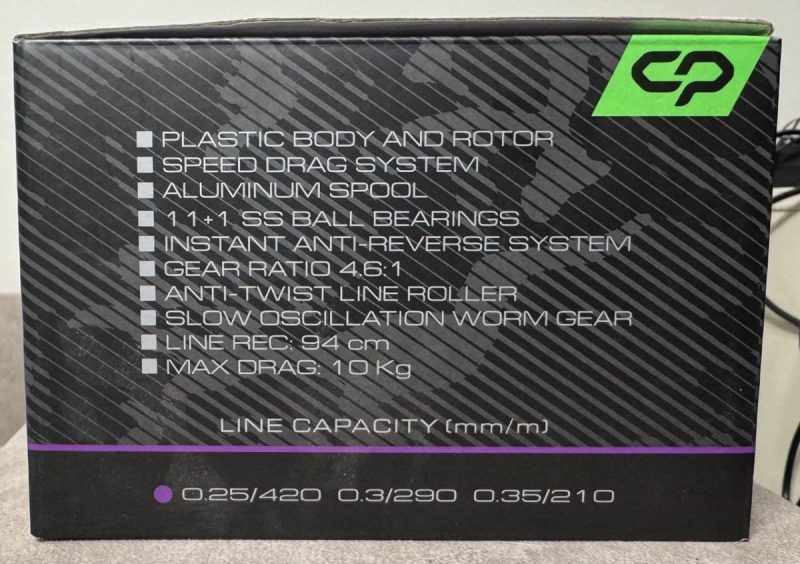 CP
■ PLASTIC BODY AND ROTOR
■ SPEED DRAG SYSTEM
■ ALUMINUM SPOOL
■ 11+1 SS BALL BEARINGS
■ INSTANT ANTI-REVERSE SYSTEM
■ GEAR RATIO 4.6:1
■ ANTI-TWIST LINE ROLLER
■ SLOW OSCILLATION WORM GEAR
■ LINE REC: 94 cm
■ MAX DRAG: 10 Kg
LINE CAPACITY (mm/m)
● 0.25/420 0.3/290 0.35/210